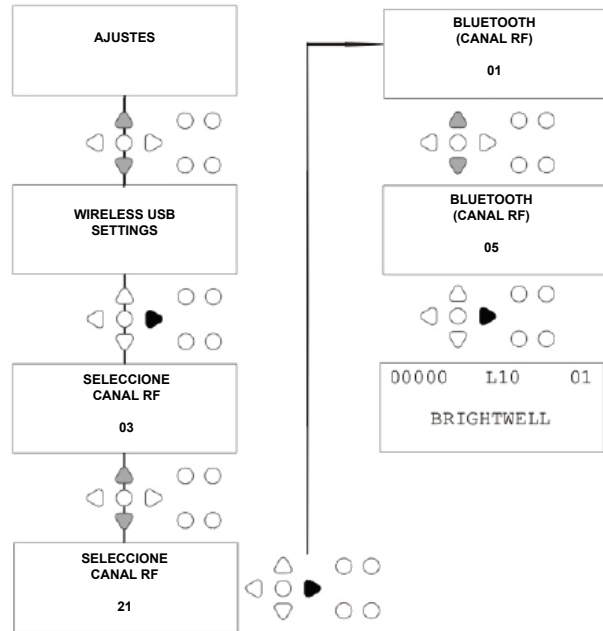 AJUSTES
WIRELESS USB
SETTINGS
SELECCIONE
CANAL RF
03
SELECCIONE
CANAL RF
21
BLUETOOTH
(CANAL RF)
01
BLUETOOTH
(CANAL RF)
05
00000 L10 01
BRIGHTWELL